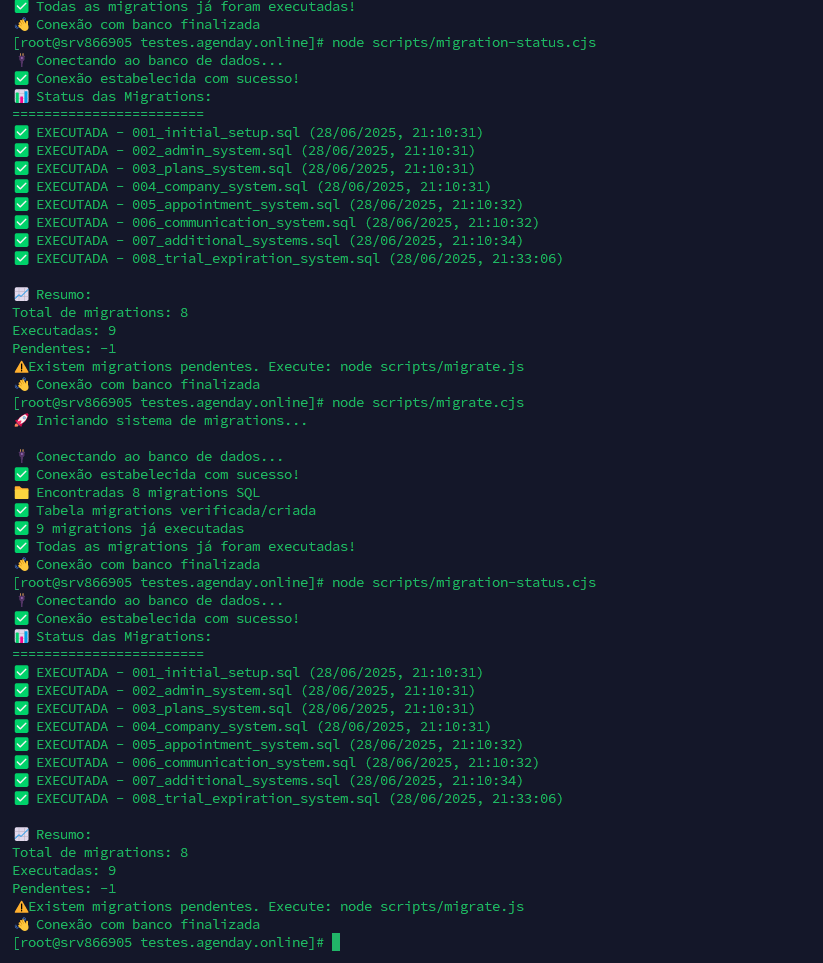 ✅ Todas as migrations já foram executadas!
👋 Conexão com banco finalizada
[root@srv866905 testes.agenday.online]# node scripts/migration-status.cjs
🔌 Conectando ao banco de dados...
✅ Conexão estabelecida com sucesso!
📊 Status das Migrations:
========================
✅ EXECUTADA - 001_initial_setup.sql (28/06/2025, 21:10:31)
✅ EXECUTADA - 002_admin_system.sql (28/06/2025, 21:10:31)
✅ EXECUTADA - 003_plans_system.sql (28/06/2025, 21:10:31)
✅ EXECUTADA - 004_company_system.sql (28/06/2025, 21:10:31)
✅ EXECUTADA - 005_appointment_system.sql (28/06/2025, 21:10:32)
✅ EXECUTADA - 006_communication_system.sql (28/06/2025, 21:10:32)
✅ EXECUTADA - 007_additional_systems.sql (28/06/2025, 21:10:34)
✅ EXECUTADA - 008_trial_expiration_system.sql (28/06/2025, 21:33:06)
📈 Resumo:
Total de migrations: 8
Executadas: 9
Pendentes: -1
⚠️Existem migrations pendentes. Execute: node scripts/migrate.js
👋 Conexão com banco finalizada
[root@srv866905 testes.agenday.online]# node scripts/migrate.cjs
🚀 Iniciando sistema de migrations...
🔌 Conectando ao banco de dados...
✅ Conexão estabelecida com sucesso!
📁 Encontradas 8 migrations SQL
✅ Tabela migrations verificada/criada
✅ 9 migrations já executadas
✅ Todas as migrations já foram executadas!
👋 Conexão com banco finalizada
[root@srv866905 testes.agenday.online]# node scripts/migration-status.cjs
🔌 Conectando ao banco de dados...
✅ Conexão estabelecida com sucesso!
📊 Status das Migrations:
========================
✅ EXECUTADA - 001_initial_setup.sql (28/06/2025, 21:10:31)
✅ EXECUTADA - 002_admin_system.sql (28/06/2025, 21:10:31)
✅ EXECUTADA - 003_plans_system.sql (28/06/2025, 21:10:31)
✅ EXECUTADA - 004_company_system.sql (28/06/2025, 21:10:31)
✅ EXECUTADA - 005_appointment_system.sql (28/06/2025, 21:10:32)
✅ EXECUTADA - 006_communication_system.sql (28/06/2025, 21:10:32)
✅ EXECUTADA - 007_additional_systems.sql (28/06/2025, 21:10:34)
✅ EXECUTADA - 008_trial_expiration_system.sql (28/06/2025, 21:33:06)
📈 Resumo:
Total de migrations: 8
Executadas: 9
Pendentes: -1
⚠️Existem migrations pendentes. Execute: node scripts/migrate.js
👋 Conexão com banco finalizada
[root@srv866905 testes.agenday.online]#